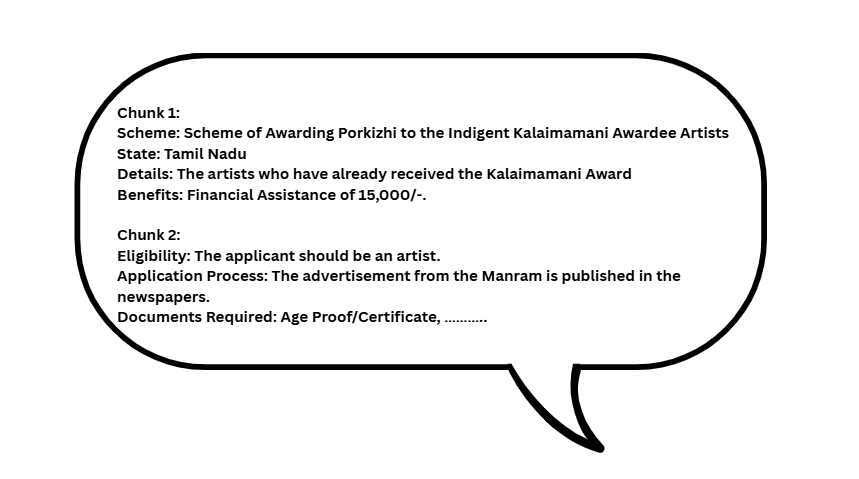 Chunk 1:
Scheme: Scheme of Awarding Porkizhi to the Indigent Kalaimamani Awardee Artists
State: Tamil Nadu
Details: The artists who have already received the Kalaimamani Award
Benefits: Financial Assistance of 15,000/-.
Chunk 2:
Eligibility: The applicant should be an artist.
Application Process: The advertisement from the Manram is published in the
newspapers.
Documents Required: Age Proof/Certificate, ...........